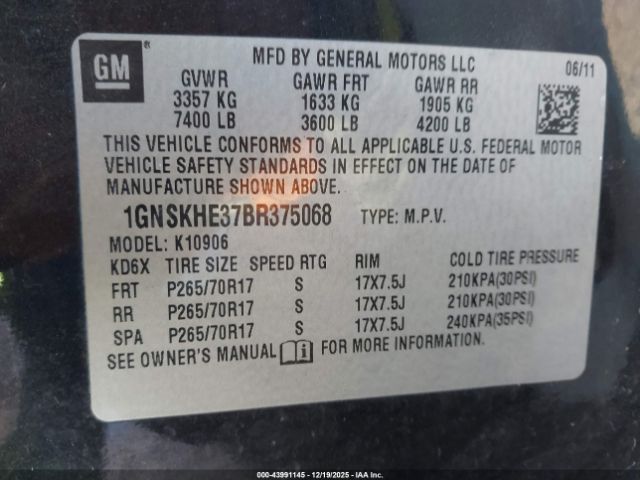 GM
MFD BY GENERAL MOTORS LLC
06/11
GVWR GAWR FRT GAWR RR
3357 KG 1633 KG 1905 KG
7400 LB 3600 LB 4200 LB
THIS VEHICLE CONFORMS TO ALL APPLICABLE U.S. FEDERAL MOTOR
VEHICLE SAFETY STANDARDS IN EFFECT ON THE DATE OF
MANUFACTURE SHOWN ABOVE.
1GNSKHE37BR375068 TYPE: M.P.V.
MODEL: K10906
KD6X TIRE SIZE SPEED RTG RIM COLD TIRE PRESSURE
FRT P265/70R17 S 17X7.5J 210KPA(30PSI)
RR P265/70R17 S 17X7.5J 210KPA(30PSI)
SPA P265/70R17 S 17X7.5J 240KPA(35PSI)
SEE OWNER'S MANUAL i FOR MORE INFORMATION.
000-43991145 - 12/19/2025 - IAA, Inc.